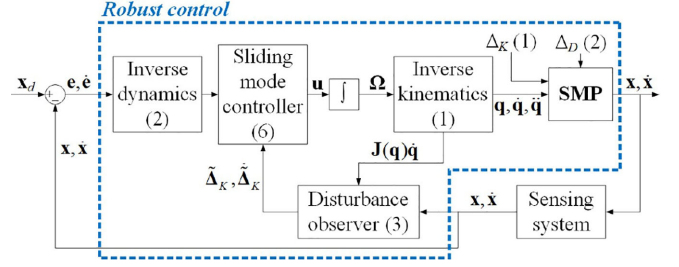 Robust control
x_d
+
-
e, ė
Inverse
dynamics
(2)
Sliding
mode
controller
(6)
u
∫
Ω
Inverse
kinematics
(1)
Δ_K (1)
Δ_D (2)
q, q̇, q̈
SMP
x, ẋ
x, ẋ
J(q)q̇
Δ̃_K, Δ̃̇_K
Disturbance
observer (3)
x, ẋ
Sensing
system